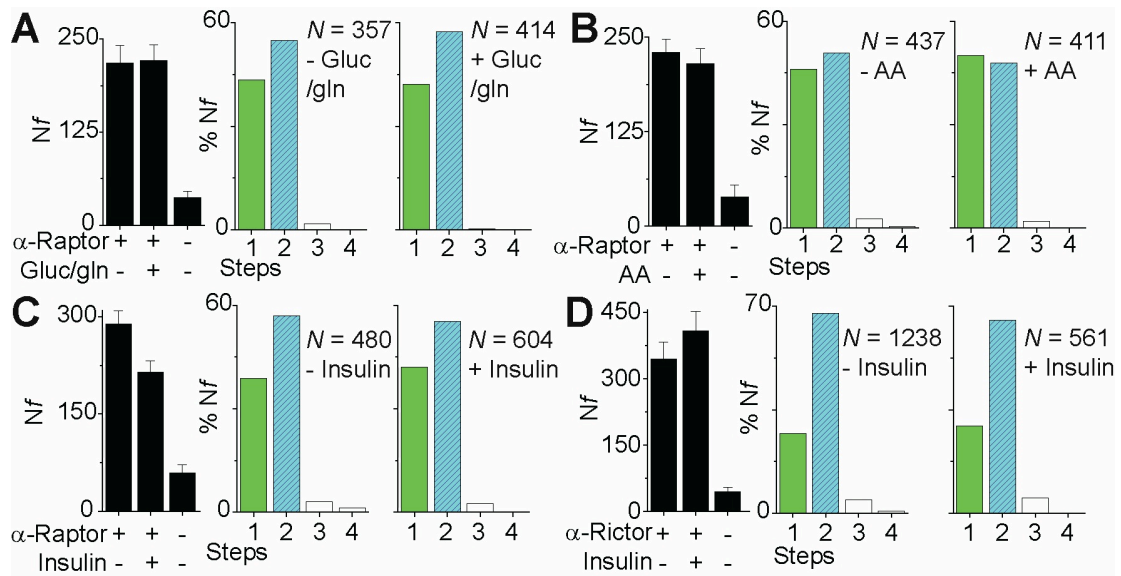 A
250
125
0
Nf
α-Raptor + + -
Gluc/gln - + -
60
0
% Nf
N = 357
- Gluc
/gln
1 2 3 4
Steps
N = 414
+ Gluc
/gln
1 2 3 4
B
250
125
0
Nf
α-Raptor + + -
AA - + -
60
0
% Nf
N = 437
- AA
1 2 3 4
Steps
N = 411
+ AA
1 2 3 4
C
300
150
0
Nf
α-Raptor + + -
Insulin - + -
60
0
% Nf
N = 480
- Insulin
1 2 3 4
Steps
N = 604
+ Insulin
1 2 3 4
D
450
300
150
0
Nf
α-Rictor + + -
Insulin - + -
70
0
% Nf
N = 1238
- Insulin
1 2 3 4
Steps
N = 561
+ Insulin
1 2 3 4